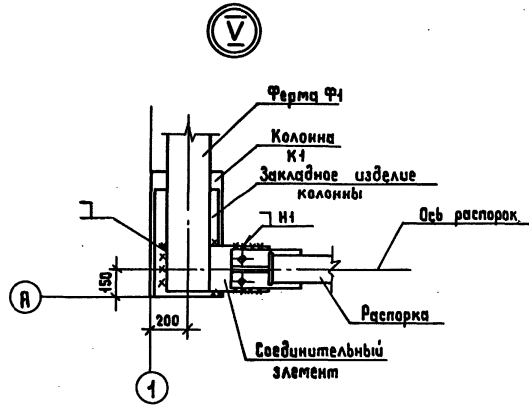 V
Ферма Ф1
Колонна
К1
Закладное изделие
колонны
Н1
Ось распорок
150
А
200
Распорка
Соединительный
элемент
1